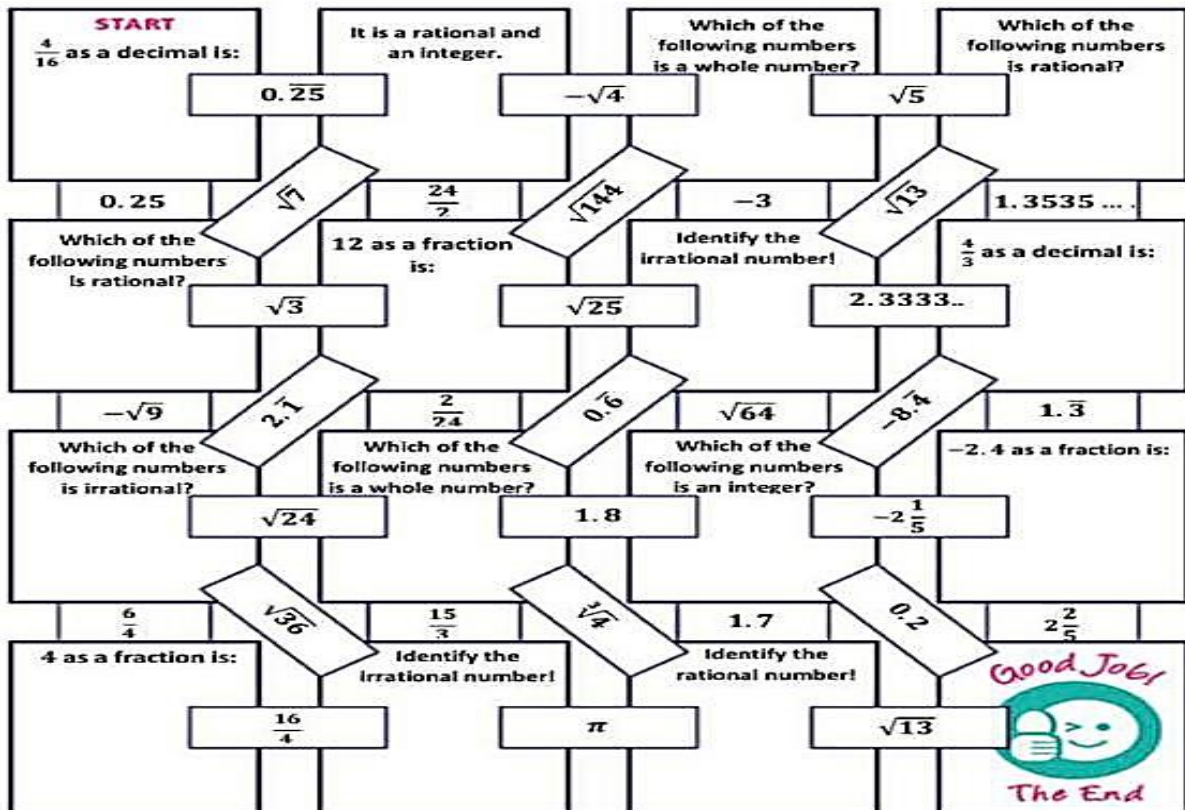 START
4/16 as a decimal is:
It is a rational and
an integer.
Which of the
following numbers
is a whole number?
Which of the
following numbers
is rational?
0.2̅5̅
−√4
√5
√7
√144
√13
0.25
24/2
−3
1.3535 ... .
Which of the
following numbers
is rational?
12 as a fraction
is:
Identify the
irrational number!
4/3 as a decimal is:
√3
√25
2.3333..
2.1̅
0.6̅
−8.4̅
−√9
2/24
√64
1.3̅
Which of the
following numbers
is irrational?
Which of the
following numbers
is a whole number?
Which of the
following numbers
is an integer?
−2.4 as a fraction is:
√24
1.8
−2 1/5
√36
∛4
0.2
6/4
15/3
1.7
2 2/5
4 as a fraction is:
Identify the
irrational number!
Identify the
rational number!
Good Job!
16/4
π
√13
The End